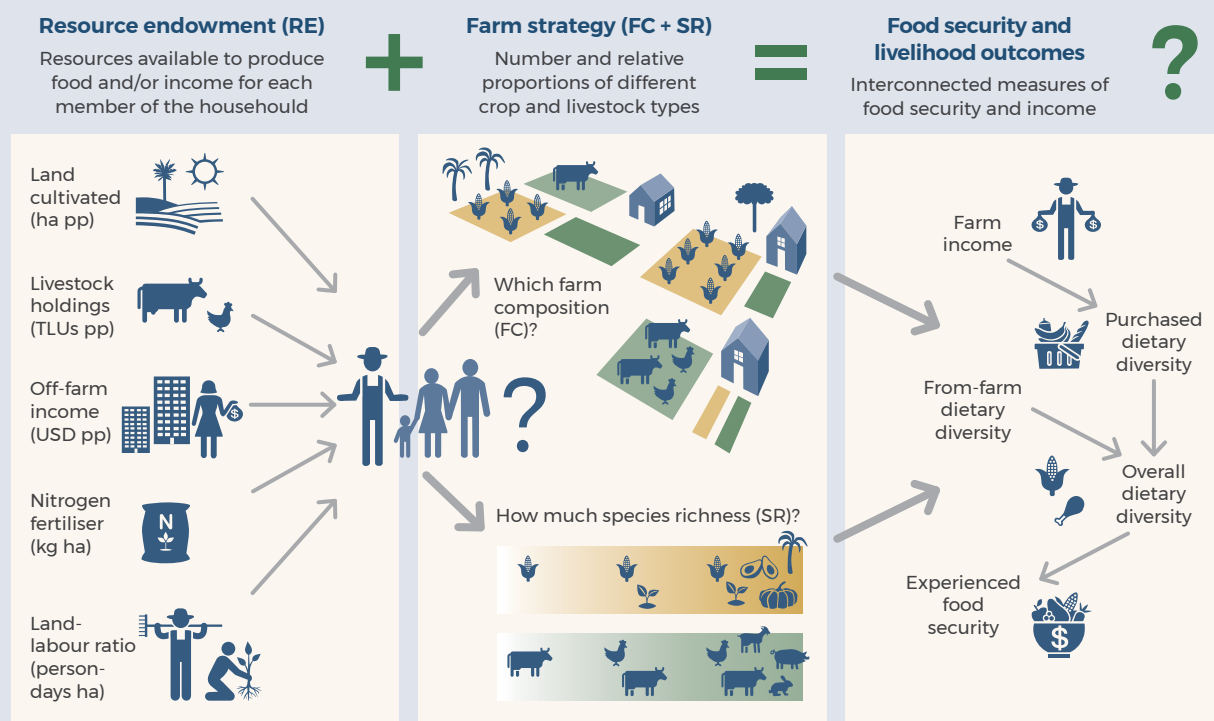 Resource endowment (RE)
Resources available to produce
food and/or income for each
member of the househould
+
Farm strategy (FC + SR)
Number and relative
proportions of different
crop and livestock types
=
Food security and
livelihood outcomes
Interconnected measures of
food security and income
?
Land
cultivated
(ha pp)
Livestock
holdings
(TLUs pp)
Off-farm
income
(USD pp)
$
Nitrogen
fertiliser
(kg ha)
N
Land-
labour ratio
(person-
days ha)
?
Which farm
composition
(FC)?
How much species richness (SR)?
Farm
income
$ $
Purchased
dietary
diversity
From-farm
dietary
diversity
Overall
dietary
diversity
Experienced
food
security
$